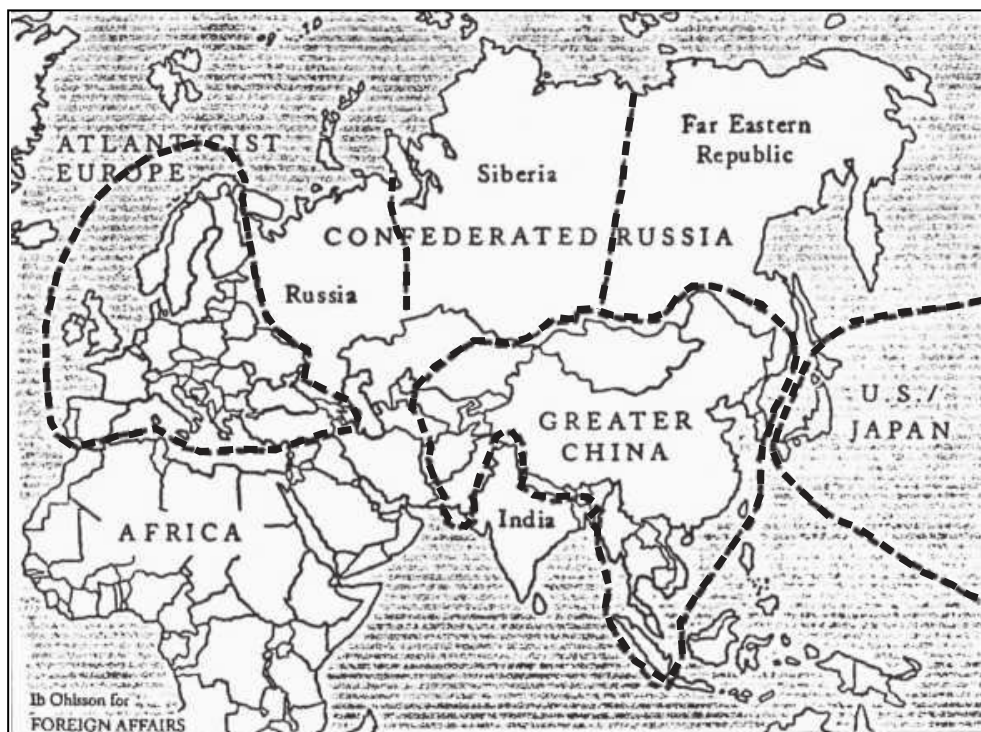 ATLANTICIST
EUROPE
Siberia
Far Eastern
Republic
CONFEDERATED RUSSIA
Russia
U.S./
JAPAN
GREATER
CHINA
India
AFRICA
Ib Ohlsson for
FOREIGN AFFAIRS